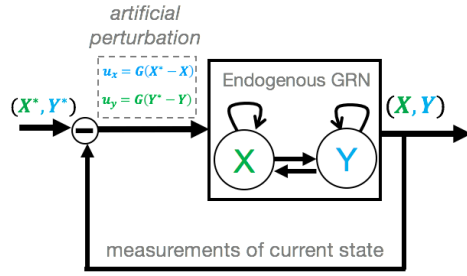 artificial
perturbation
u_x = G(X* − X)
u_y = G(Y* − Y)
Endogenous GRN
(X*, Y*)
(X, Y)
X
Y
measurements of current state